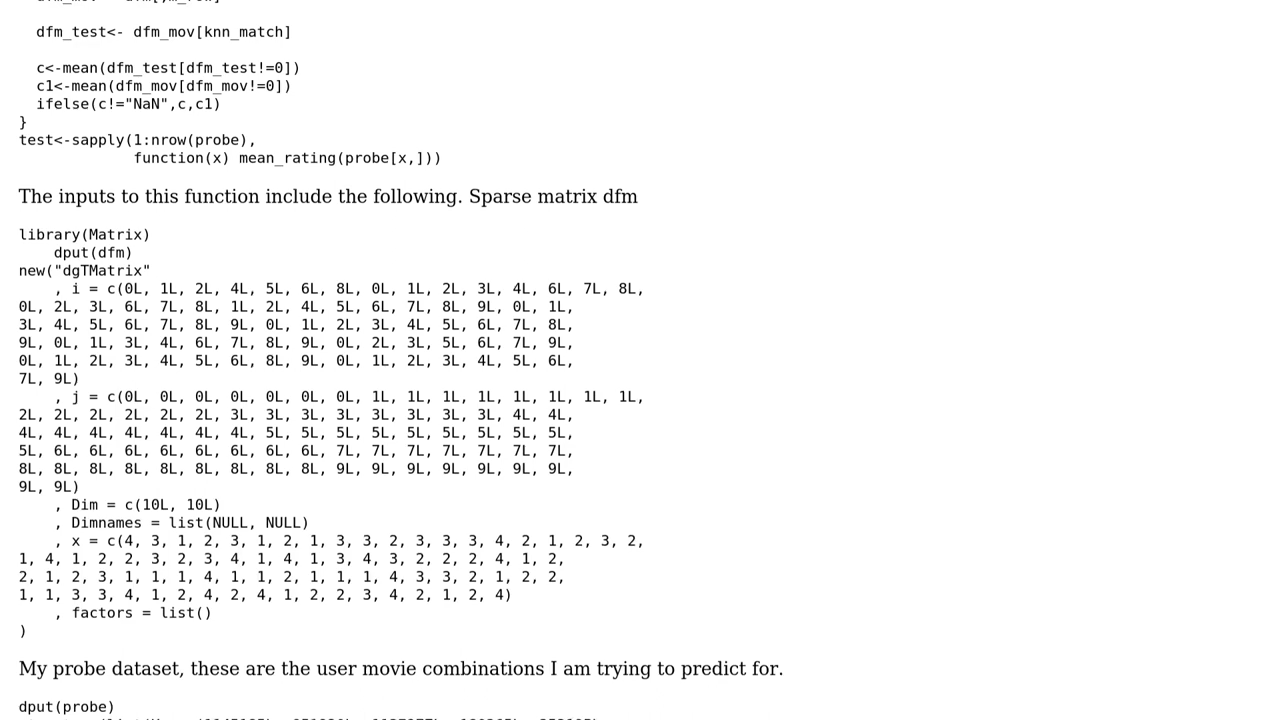 dfm_test<- dfm_mov[knn_match]
c<-mean(dfm_test[dfm_test!=0])
c1<-mean(dfm_mov[dfm_mov!=0])
ifelse(c!="NaN",c,c1)
}
test<-sapply(1:nrow(probe),
function(x) mean_rating(probe[x,]))
The inputs to this function include the following. Sparse matrix dfm
library(Matrix)
dput(dfm)
new("dgTMatrix"
, i = c(0L, 1L, 2L, 4L, 5L, 6L, 8L, 0L, 1L, 2L, 3L, 4L, 6L, 7L, 8L,
0L, 2L, 3L, 6L, 7L, 8L, 1L, 2L, 4L, 5L, 6L, 7L, 8L, 9L, 0L, 1L,
3L, 4L, 5L, 6L, 7L, 8L, 9L, 0L, 1L, 2L, 3L, 4L, 5L, 6L, 7L, 8L,
9L, 0L, 1L, 3L, 4L, 6L, 7L, 8L, 9L, 0L, 2L, 3L, 5L, 6L, 7L, 9L,
0L, 1L, 2L, 3L, 4L, 5L, 6L, 8L, 9L, 0L, 1L, 2L, 3L, 4L, 5L, 6L,
7L, 9L)
, j = c(0L, 0L, 0L, 0L, 0L, 0L, 0L, 1L, 1L, 1L, 1L, 1L, 1L, 1L, 1L,
2L, 2L, 2L, 2L, 2L, 2L, 3L, 3L, 3L, 3L, 3L, 3L, 3L, 3L, 4L, 4L,
4L, 4L, 4L, 4L, 4L, 4L, 4L, 5L, 5L, 5L, 5L, 5L, 5L, 5L, 5L, 5L,
5L, 6L, 6L, 6L, 6L, 6L, 6L, 6L, 6L, 7L, 7L, 7L, 7L, 7L, 7L, 7L,
8L, 8L, 8L, 8L, 8L, 8L, 8L, 8L, 8L, 9L, 9L, 9L, 9L, 9L, 9L, 9L,
9L, 9L)
, Dim = c(10L, 10L)
, Dimnames = list(NULL, NULL)
, x = c(4, 3, 1, 2, 3, 1, 2, 1, 3, 3, 2, 3, 3, 3, 4, 2, 1, 2, 3, 2,
1, 4, 1, 2, 2, 3, 2, 3, 4, 1, 4, 1, 3, 4, 3, 2, 2, 2, 4, 1, 2,
2, 1, 2, 3, 1, 1, 1, 4, 1, 1, 2, 1, 1, 1, 4, 3, 3, 2, 1, 2, 2,
1, 1, 3, 3, 4, 1, 2, 4, 2, 4, 1, 2, 2, 3, 4, 2, 1, 2, 4)
, factors = list()
)
My probe dataset, these are the user movie combinations I am trying to predict for.
dput(probe)